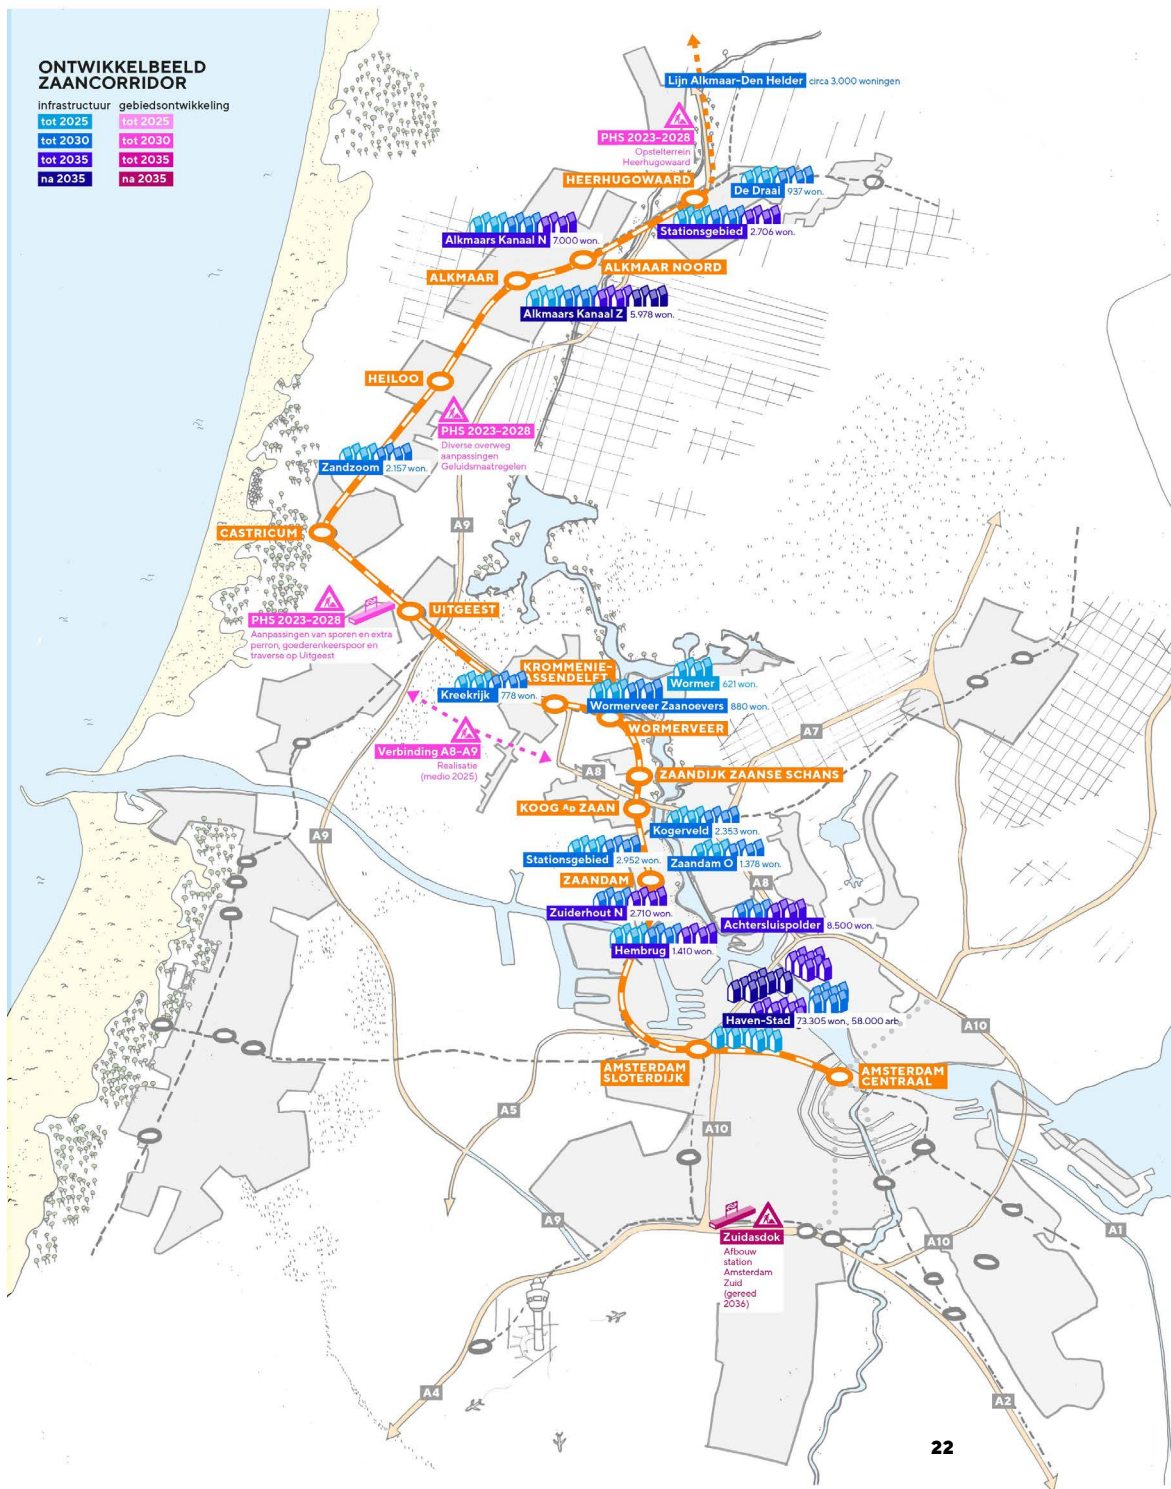 ONTWIKKELBEELD
ZAANCORRIDOR
infrastructuur gebiedsontwikkeling
tot 2025 tot 2025
tot 2030 tot 2030
tot 2035 tot 2035
na 2035 na 2035
Lijn Alkmaar-Den Helder circa 3.000 woningen
PHS 2023-2028
Opstelterrein
Heerhugowaard
HEERHUGOWAARD
De Draai 937 won.
Stationsgebied 2.706 won.
Alkmaars Kanaal N 7.000 won.
ALKMAAR NOORD
ALKMAAR
Alkmaars Kanaal Z 5.978 won.
HEILOO
PHS 2023-2028
Diverse overweg
aanpassingen
Geluidsmaatregelen
Zandzoom 2.157 won.
A9
CASTRICUM
UITGEEST
PHS 2023-2028
Aanpassingen van sporen en extra
perron, goederenkeerspoor en
traverse op Uitgeest
KROMMENIE-
ASSENDELFT
Wormer 621 won.
Kreekrijk 778 won.
Wormerveer Zaanoevers 880 won.
WORMERVEER
A7
Verbinding A8-A9
Realisatie
(medio 2025)
A8
ZAANDIJK ZAANSE SCHANS
KOOG AD ZAAN
A9
Kogerveld 2.353 won.
Stationsgebied 2.952 won.
Zaandam O 1.378 won.
ZAANDAM
A8
Zuiderhout N 2.710 won.
Achtersluispolder 8.500 won.
Hembrug 1.410 won.
Haven-Stad 73.305 won., 58.000 arb.
A10
AMSTERDAM
SLOTERDIJK
AMSTERDAM
CENTRAAL
A5
A10
A9
Zuidasdok
Afbouw
station
Amsterdam
Zuid
(gereed
2036)
A10
A1
A4
A2
22